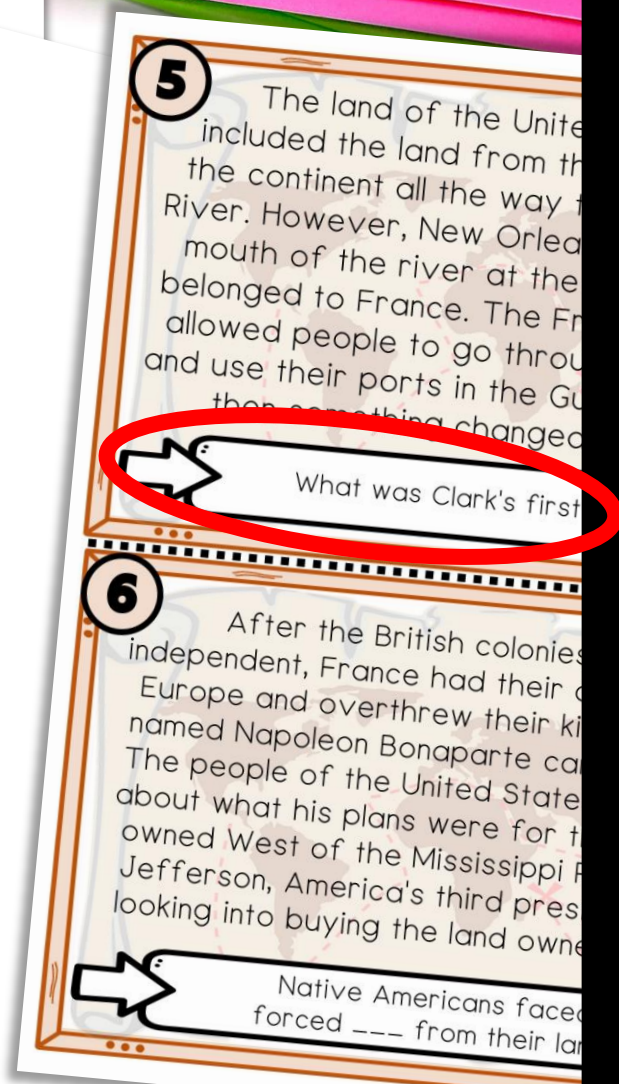 5
The land of the Unite
included the land from th
the continent all the way
River. However, New Orlea
mouth of the river at the
belonged to France. The Fr
allowed people to go throu
and use their ports in the Gu
then something changed
What was Clark's first
6
After the British colonies
independent, France had their
Europe and overthrew their ki
named Napoleon Bonaparte ca
The people of the United State
about what his plans were for t
owned West of the Mississippi
Jefferson, America's third pres
looking into buying the land owne
Native Americans faced
forced ___ from their lan